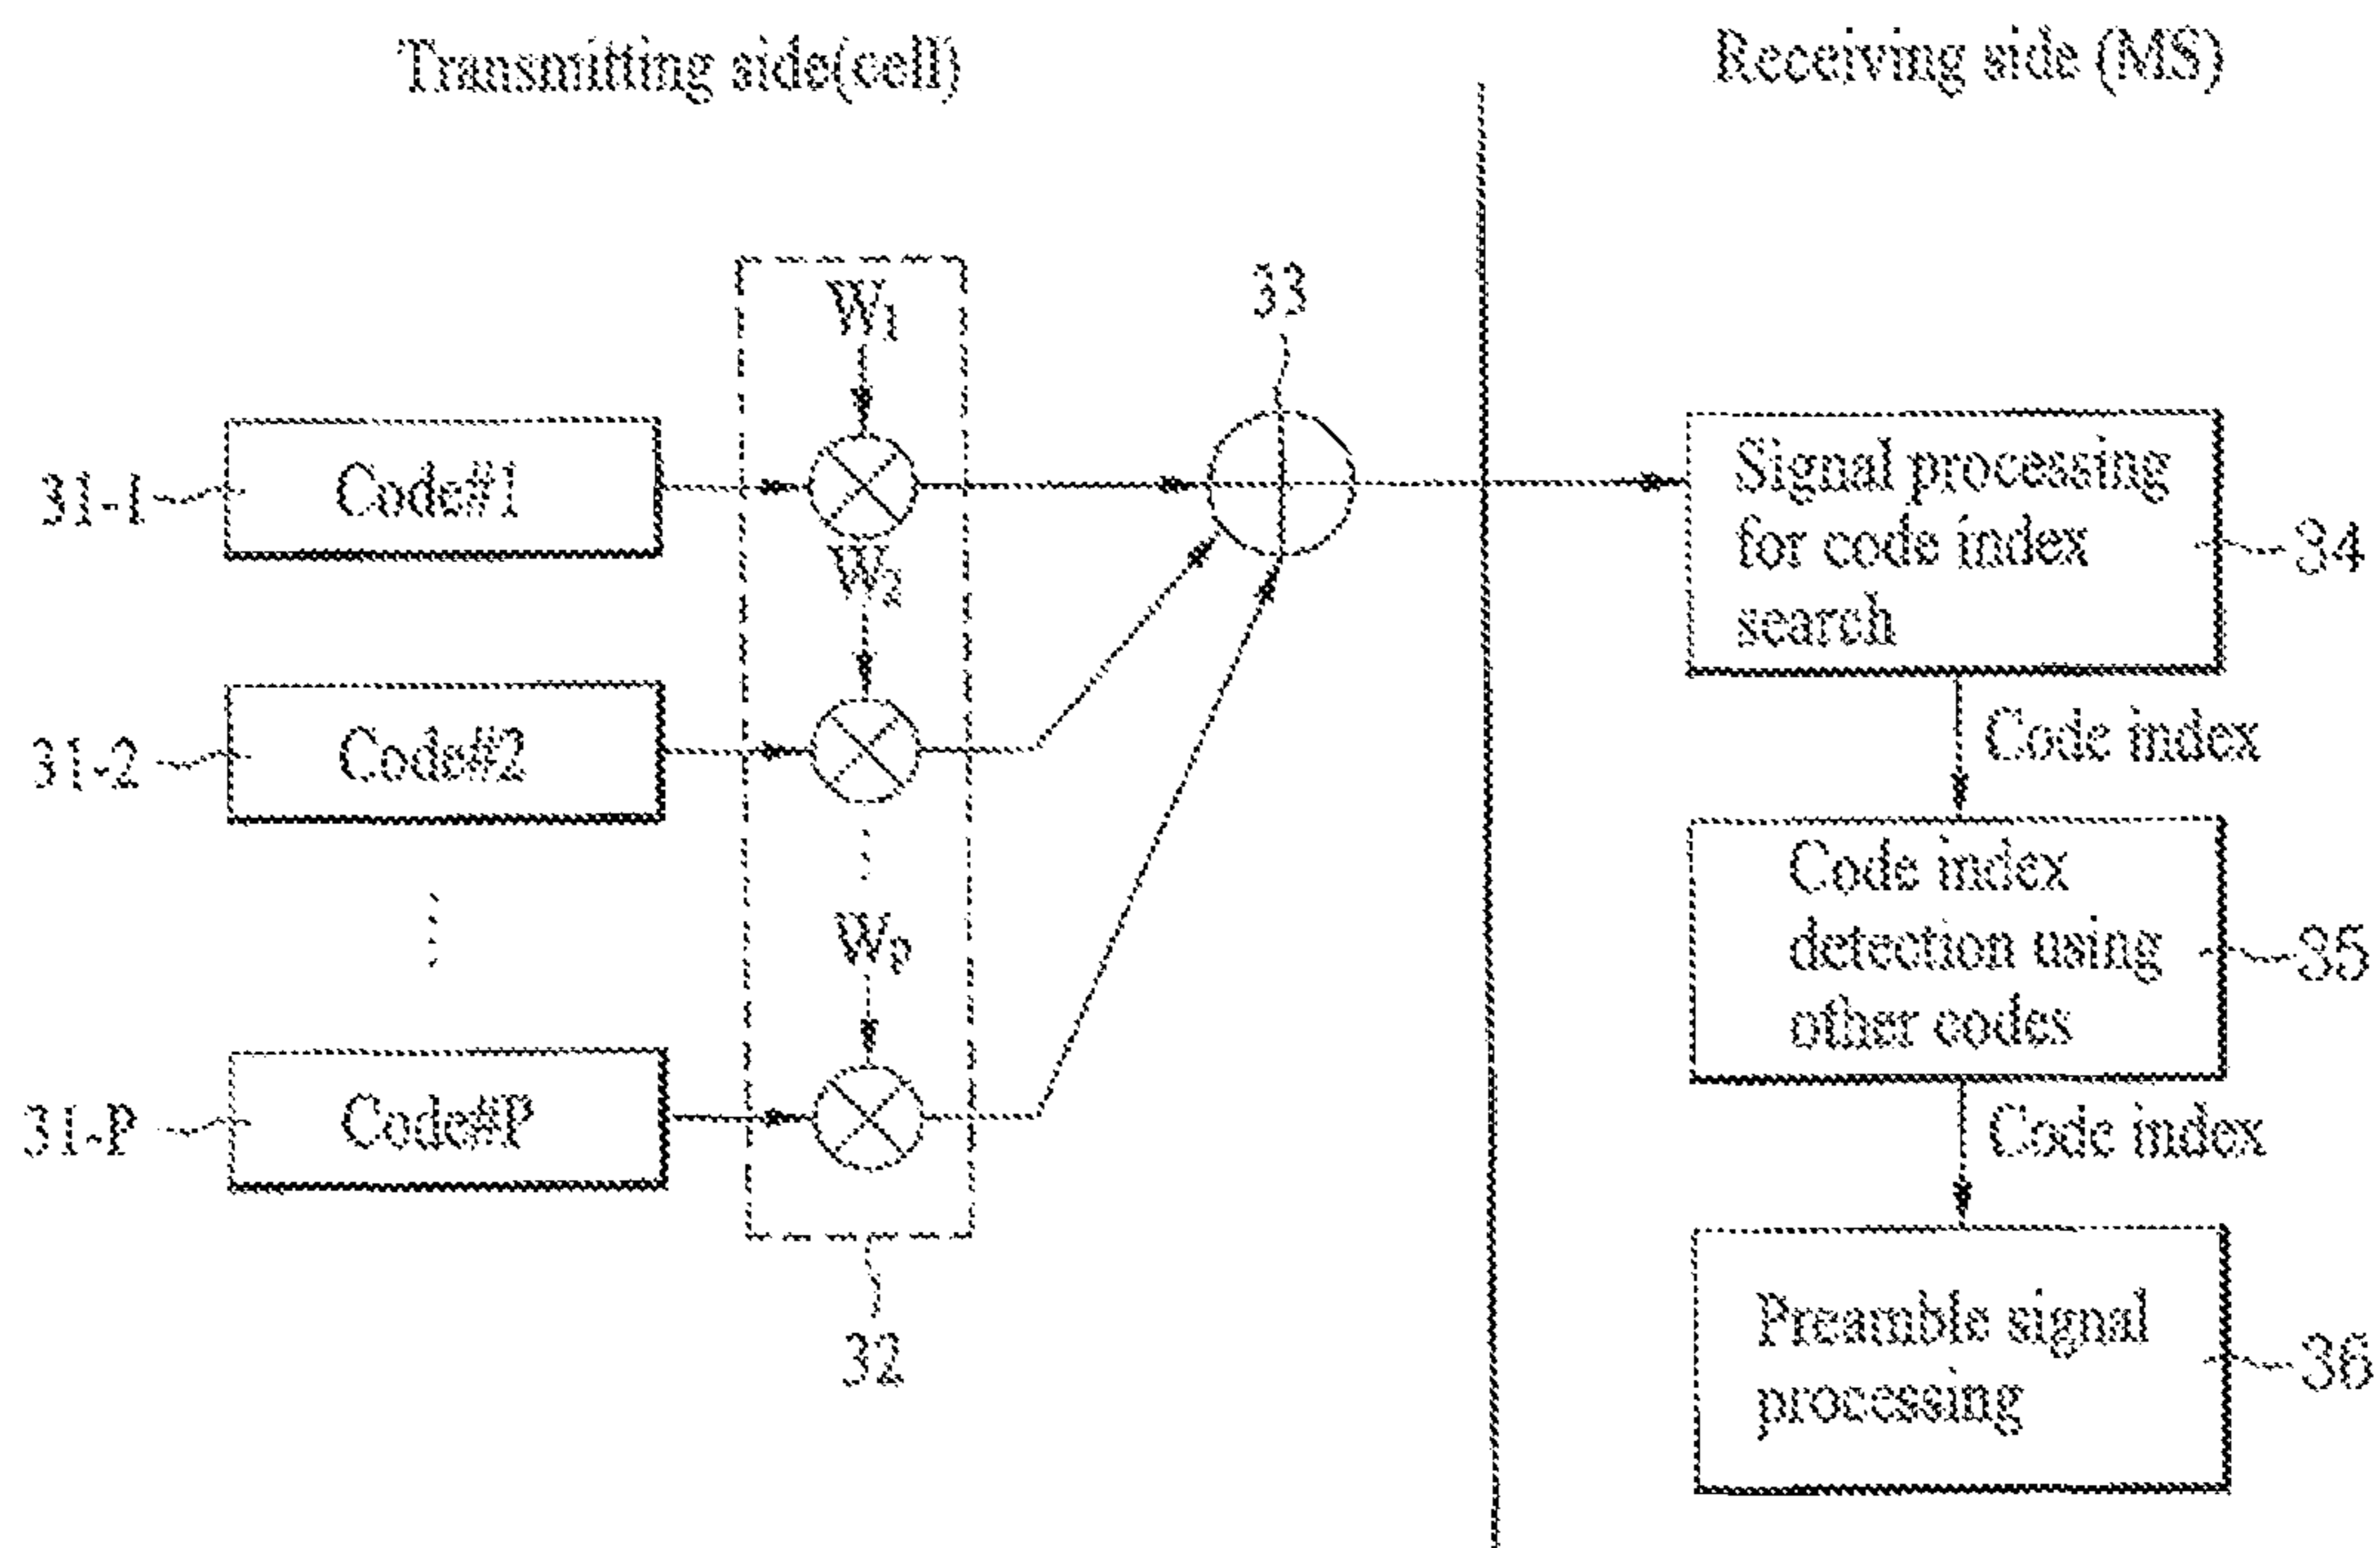 Transmitting side(cell)
Receiving side (MS)
W1
33
31-1
Code#1
Signal processing
for code index
search
34
W2
31-2
Code#2
Code index
Code index
detection using
other codes
35
WP
31-P
Code#P
Code index
32
Preamble signal
processing
36